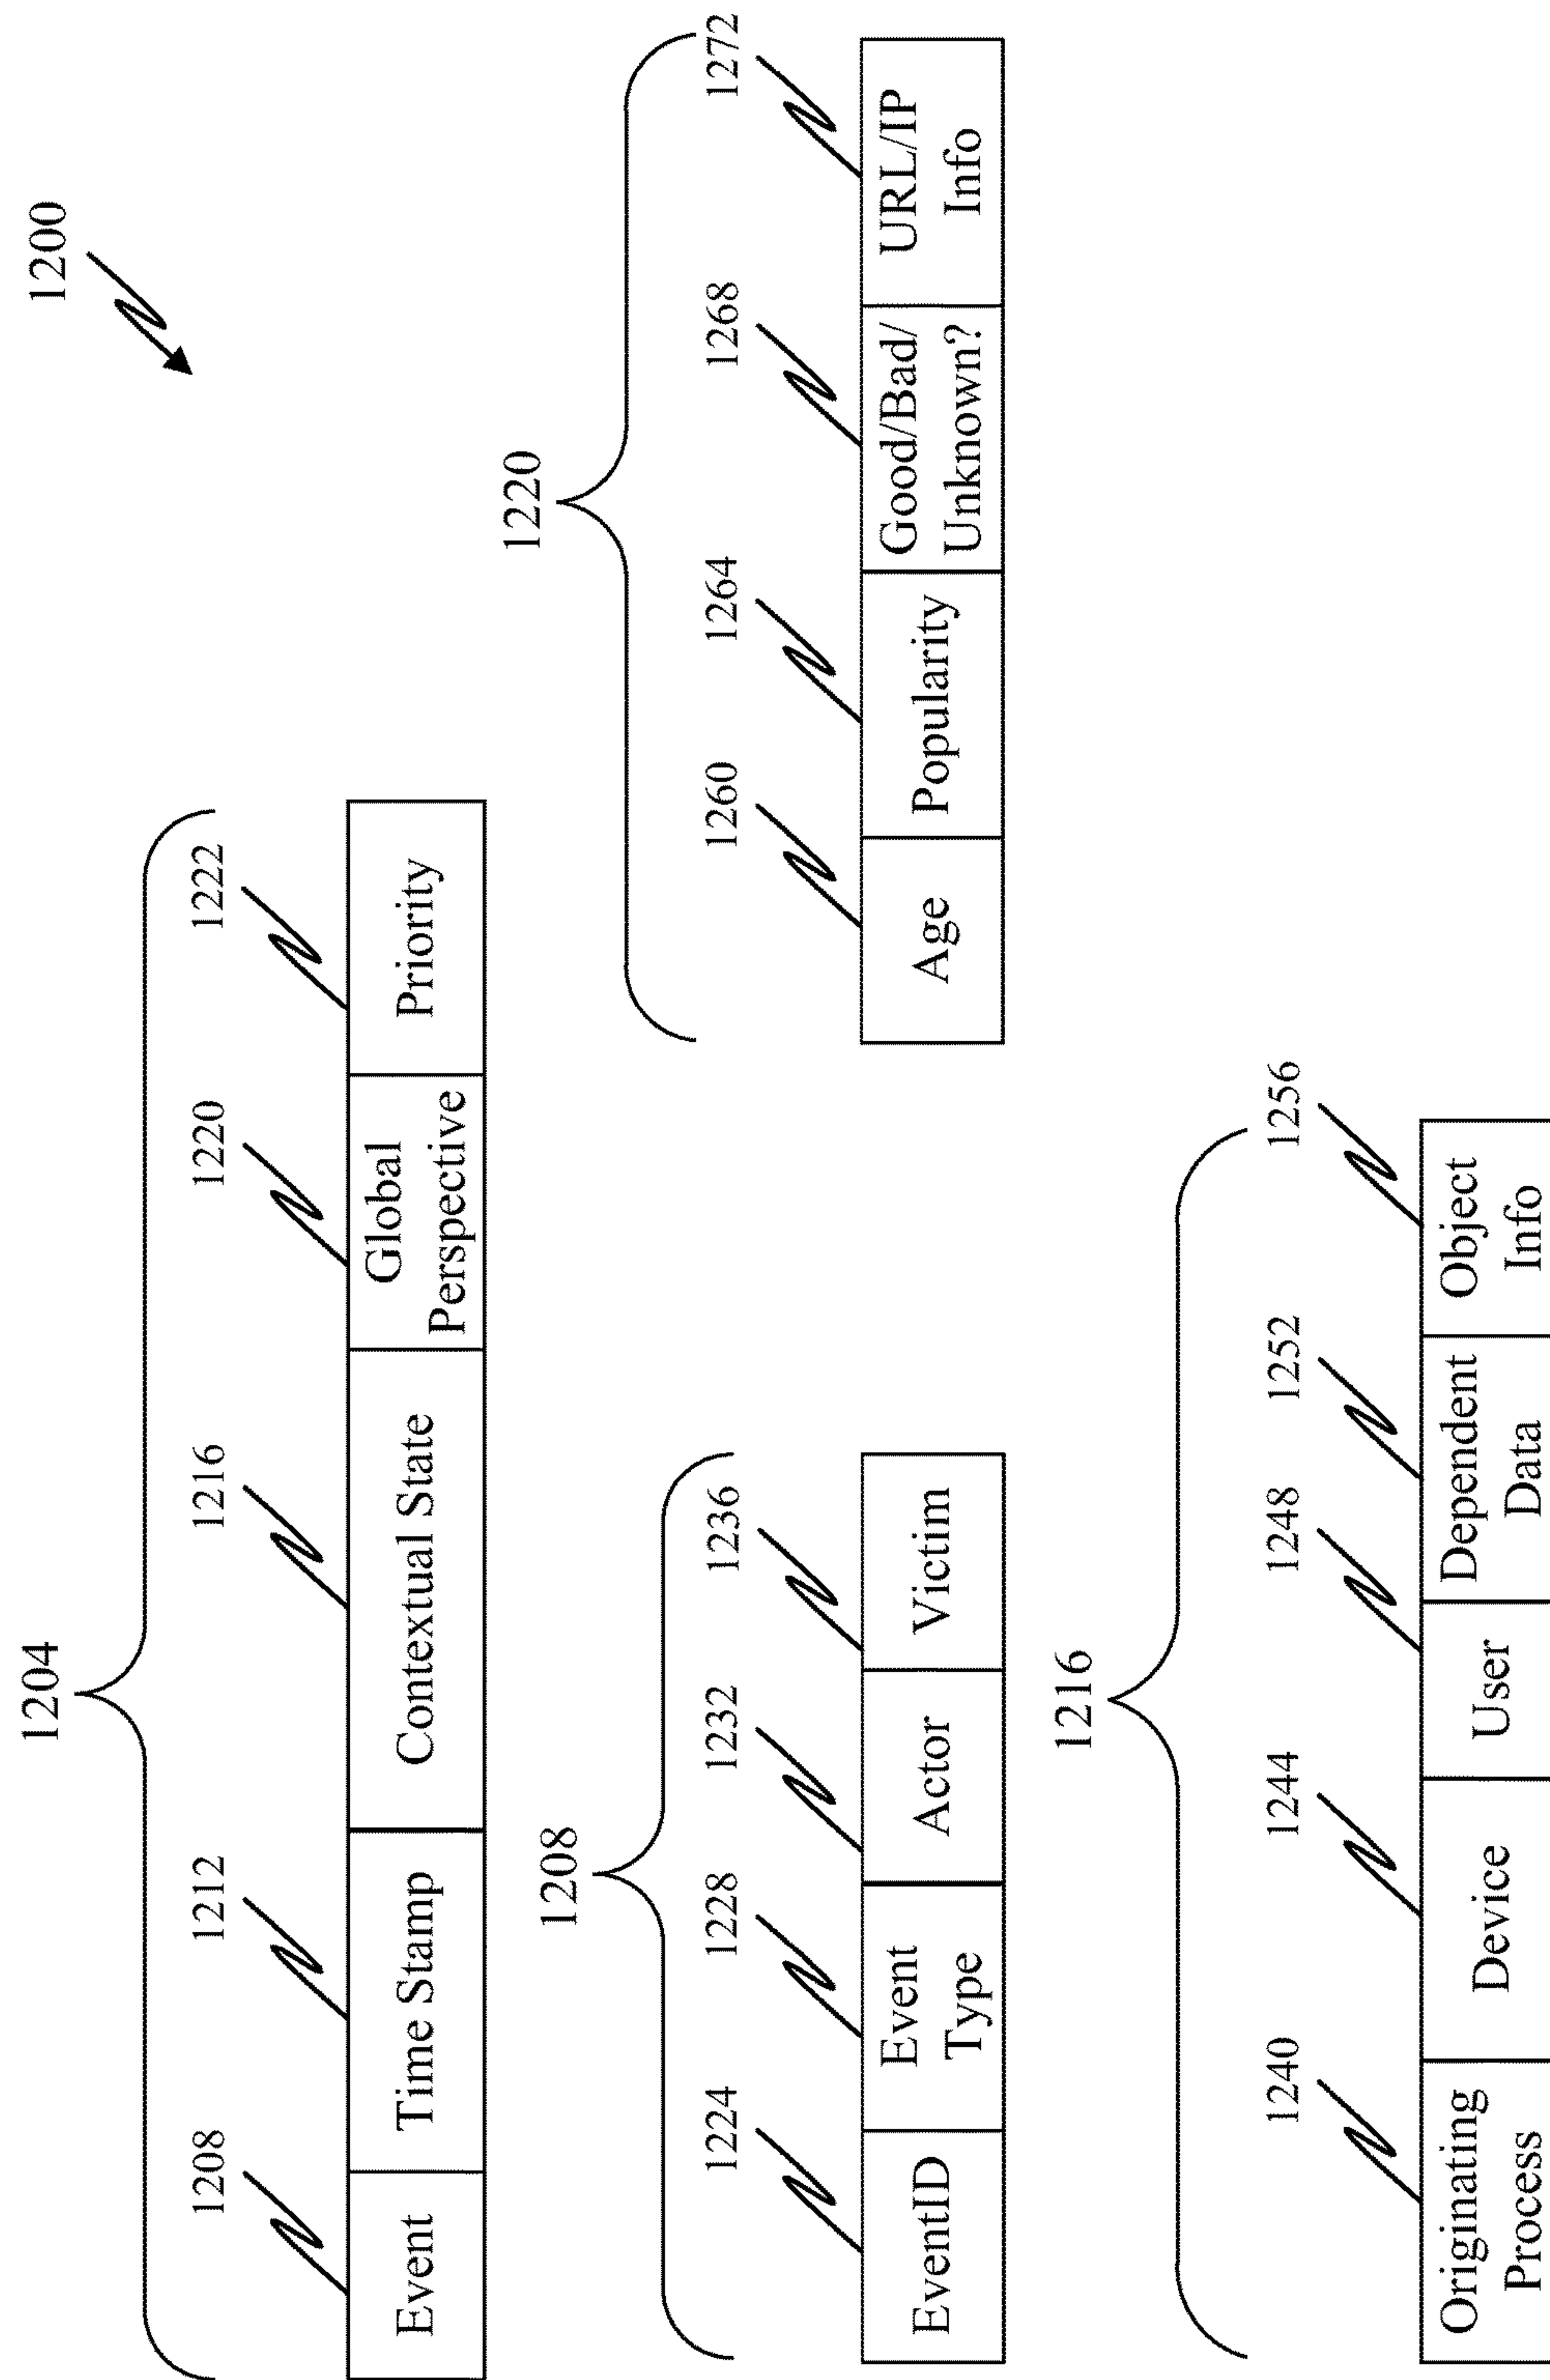 1200
1204
1208
1212
1216
1220
1222
Event
Time Stamp
Contextual State
Global
Perspective
Priority
1208
1224
1228
1232
1236
EventID
Event
Type
Actor
Victim
1220
1260
1264
1268
1272
Age
Popularity
Good/Bad/
Unknown?
URL/IP
Info
1216
1240
1244
1248
1252
1256
Originating
Process
Device
User
Dependent
Data
Object
Info